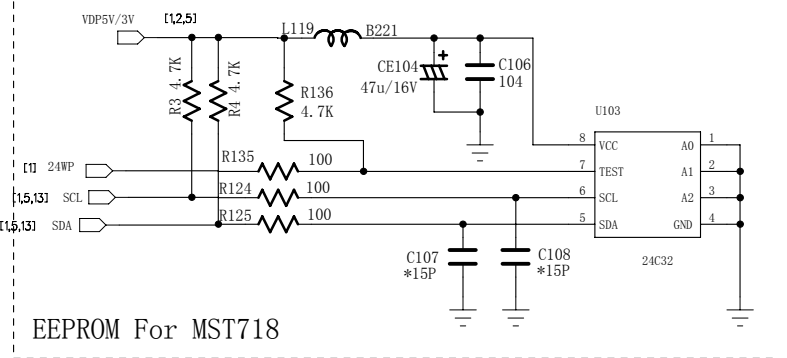 VDP5V/3V [1,2,5]
L119 B221
R3 4.7K
R4 4.7K
R136
4.7K
CE104
47u/16V
C106
104
U103
8 VCC A0 1
7 TEST A1 2
6 SCL A2 3
5 SDA GND 4
24C32
[1] 24WP R135 100
[1,5,13] SCL R124 100
[1,5,13] SDA R125 100
C107
*15P
C108
*15P
EEPROM For MST718